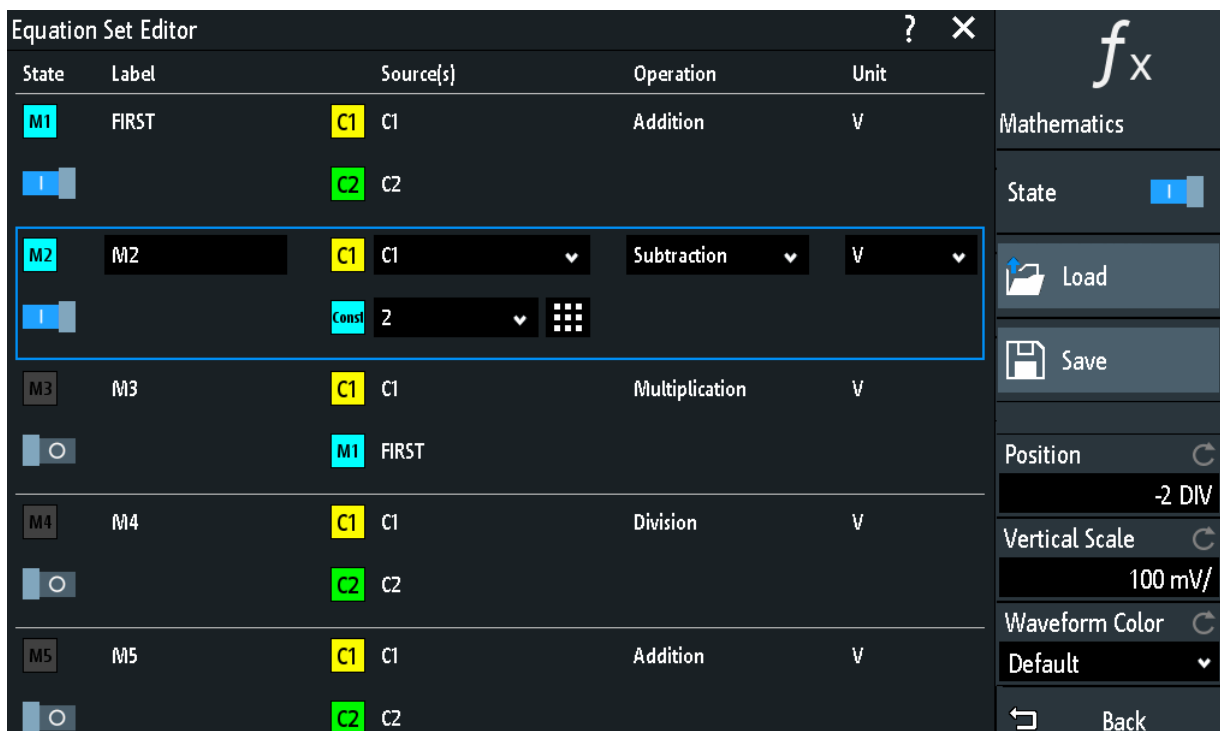 Equation Set Editor ? ✕
State Label Source(s) Operation Unit
M1 FIRST C1 C1 Addition V
I C2 C2
M2 M2 C1 C1 Subtraction V
I Const 2
M3 M3 C1 C1 Multiplication V
O M1 FIRST
M4 M4 C1 C1 Division V
O C2 C2
M5 M5 C1 C1 Addition V
O C2 C2
fx
Mathematics
State I
Load
Save
Position
-2 DIV
Vertical Scale
100 mV/
Waveform Color
Default
Back